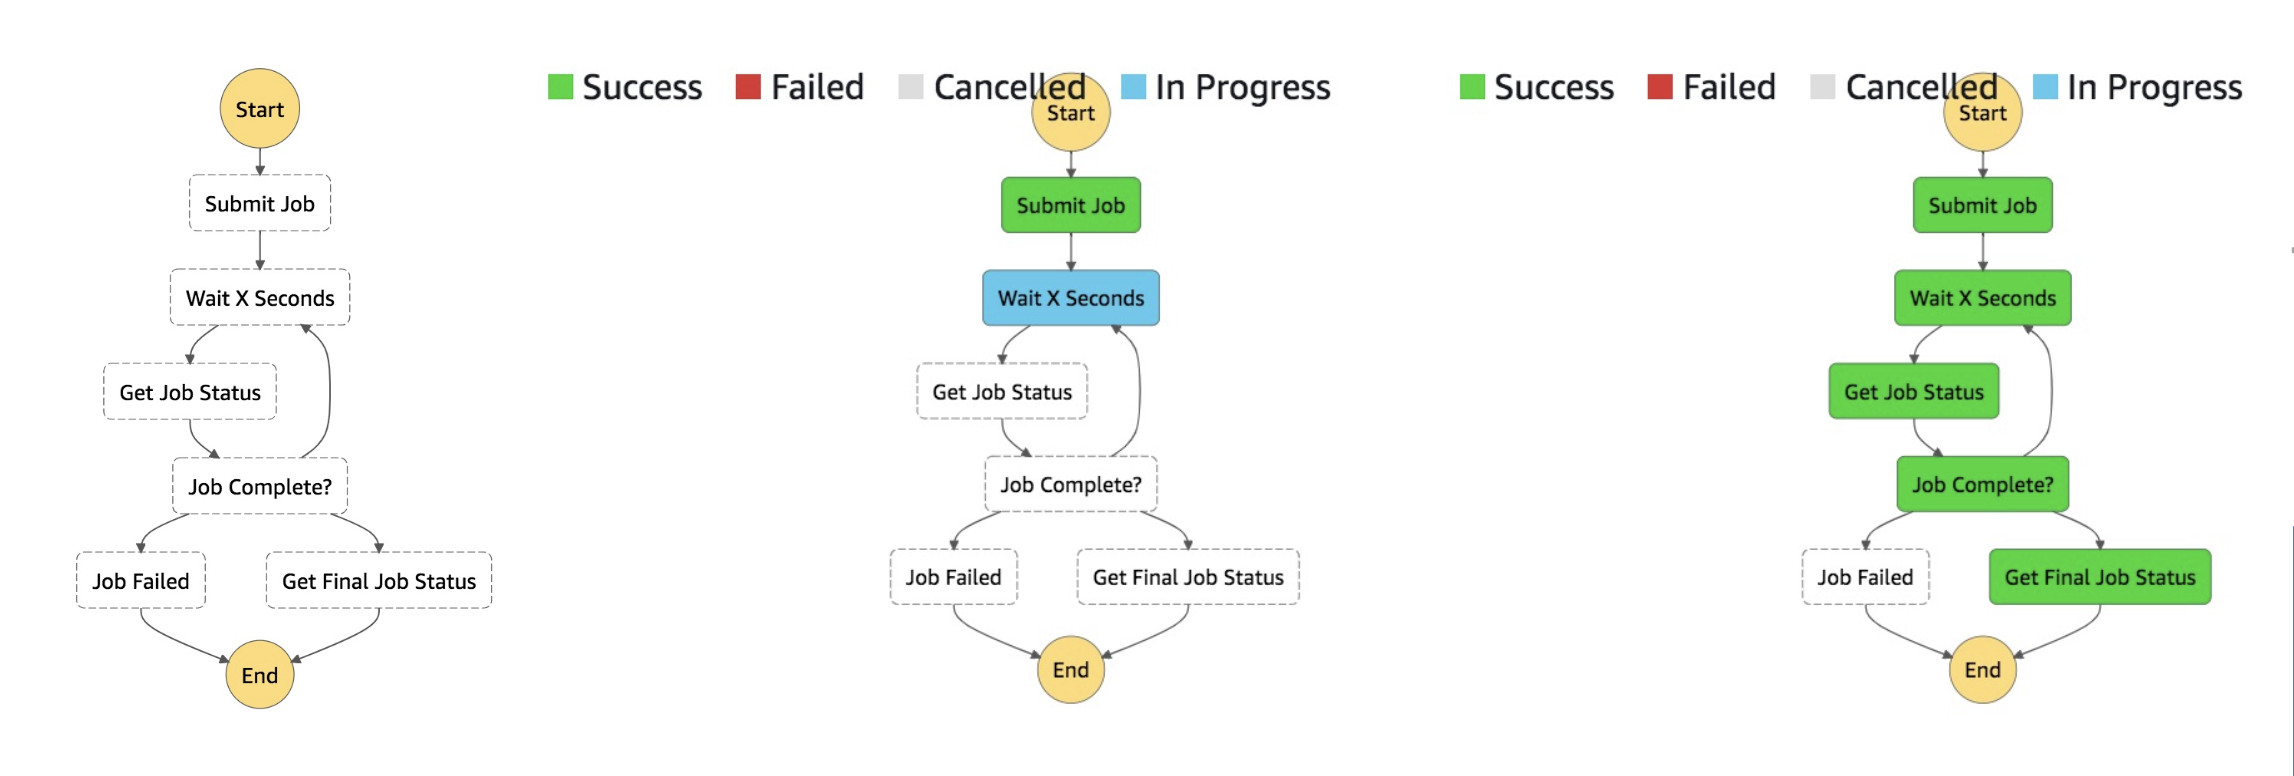 Start
Submit Job
Wait X Seconds
Get Job Status
Job Complete?
Job Failed
Get Final Job Status
End
Success Failed Cancelled In Progress
Start
Submit Job
Wait X Seconds
Get Job Status
Job Complete?
Job Failed
Get Final Job Status
End
Success Failed Cancelled In Progress
Start
Submit Job
Wait X Seconds
Get Job Status
Job Complete?
Job Failed
Get Final Job Status
End